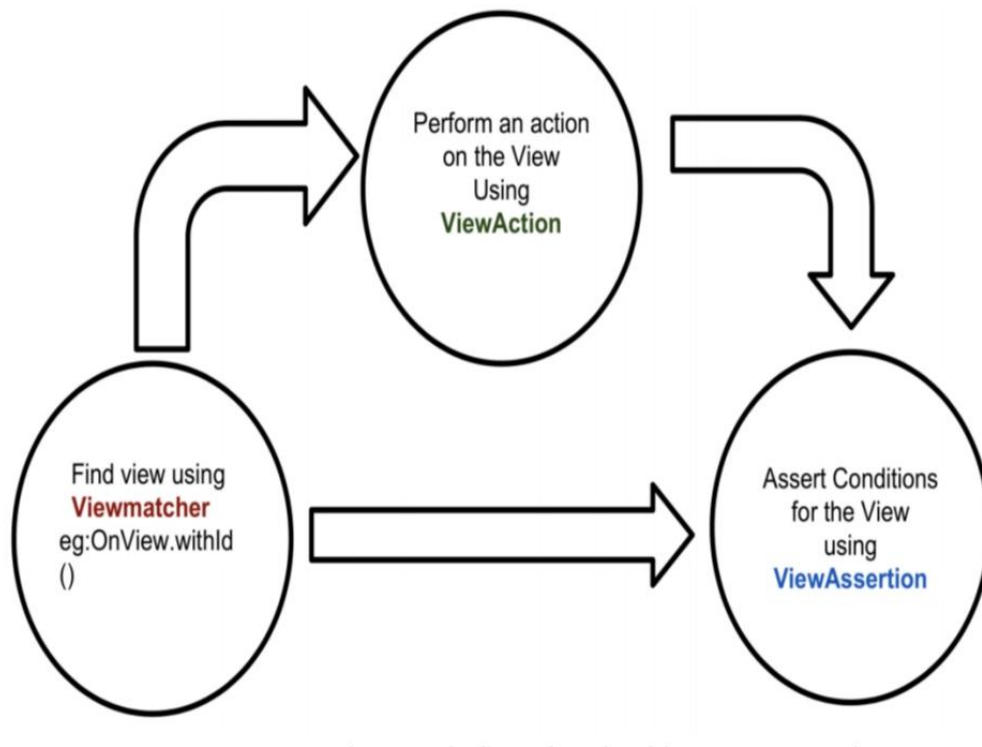 Perform an action
on the View
Using
ViewAction
Find view using
Viewmatcher
eg:OnView.withId
()
Assert Conditions
for the View
using
ViewAssertion